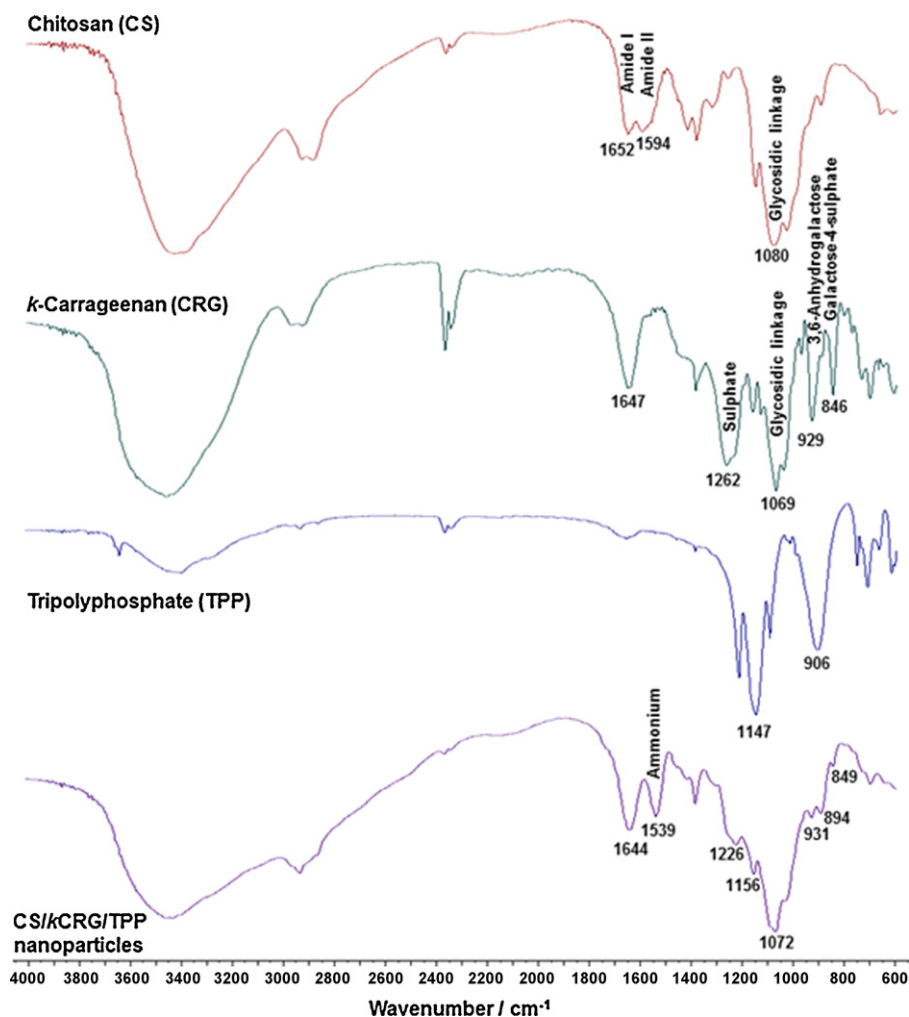 Chitosan (CS)
Amide I
Amide II
1652
1594
Glycosidic linkage
1080
3,6-Anhydrogalactose
Galactose-4-sulphate
k-Carrageenan (CRG)
1647
Sulphate
1262
Glycosidic linkage
1069
929
846
Tripolyphosphate (TPP)
1147
906
Ammonium
1644
1539
1226
1156
1072
931
894
849
CS/kCRG/TPP
nanoparticles
4000 3800 3600 3400 3200 3000 2800 2600 2400 2200 2000 1800 1600 1400 1200 1000 800 600
Wavenumber / cm⁻¹